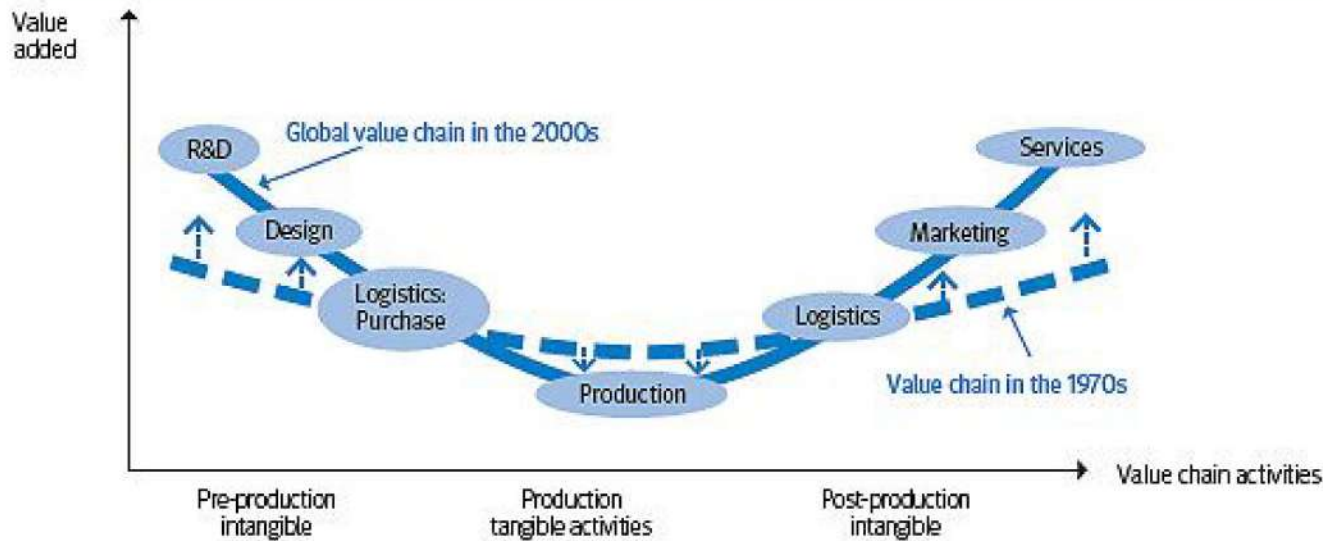 Value
added
Global value chain in the 2000s
R&D
Services
Design
Marketing
Logistics:
Purchase
Logistics
Production
Value chain in the 1970s
Value chain activities
Pre-production
intangible
Production
tangible activities
Post-production
intangible